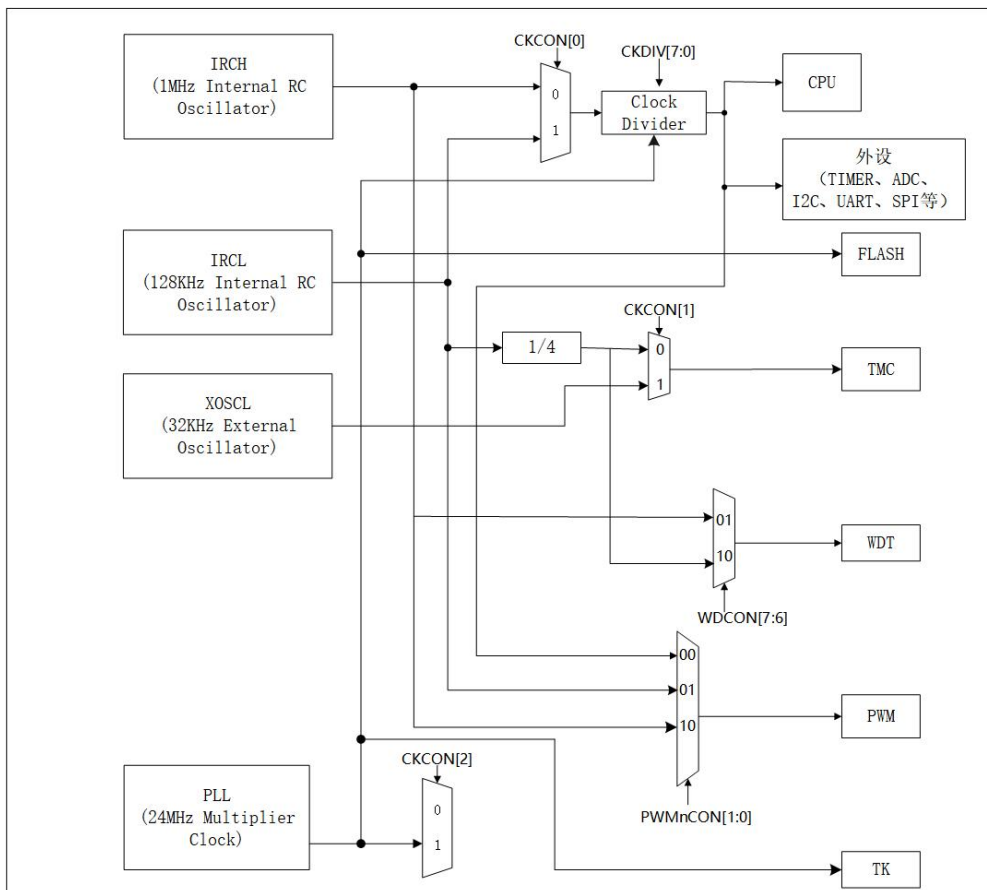 CKCON[0]
IRCH
(1MHz Internal RC
Oscillator)
0
1
CKDIV[7:0]
Clock
Divider
CPU
外设
（TIMER、ADC、
I2C、UART、SPI等）
FLASH
IRCL
(128KHz Internal RC
Oscillator)
CKCON[1]
1/4
0
1
TMC
XOSCL
(32KHz External
Oscillator)
01
10
WDT
WDCON[7:6]
00
01
10
PWM
PWMnCON[1:0]
CKCON[2]
PLL
(24MHz Multiplier
Clock)
0
1
TK